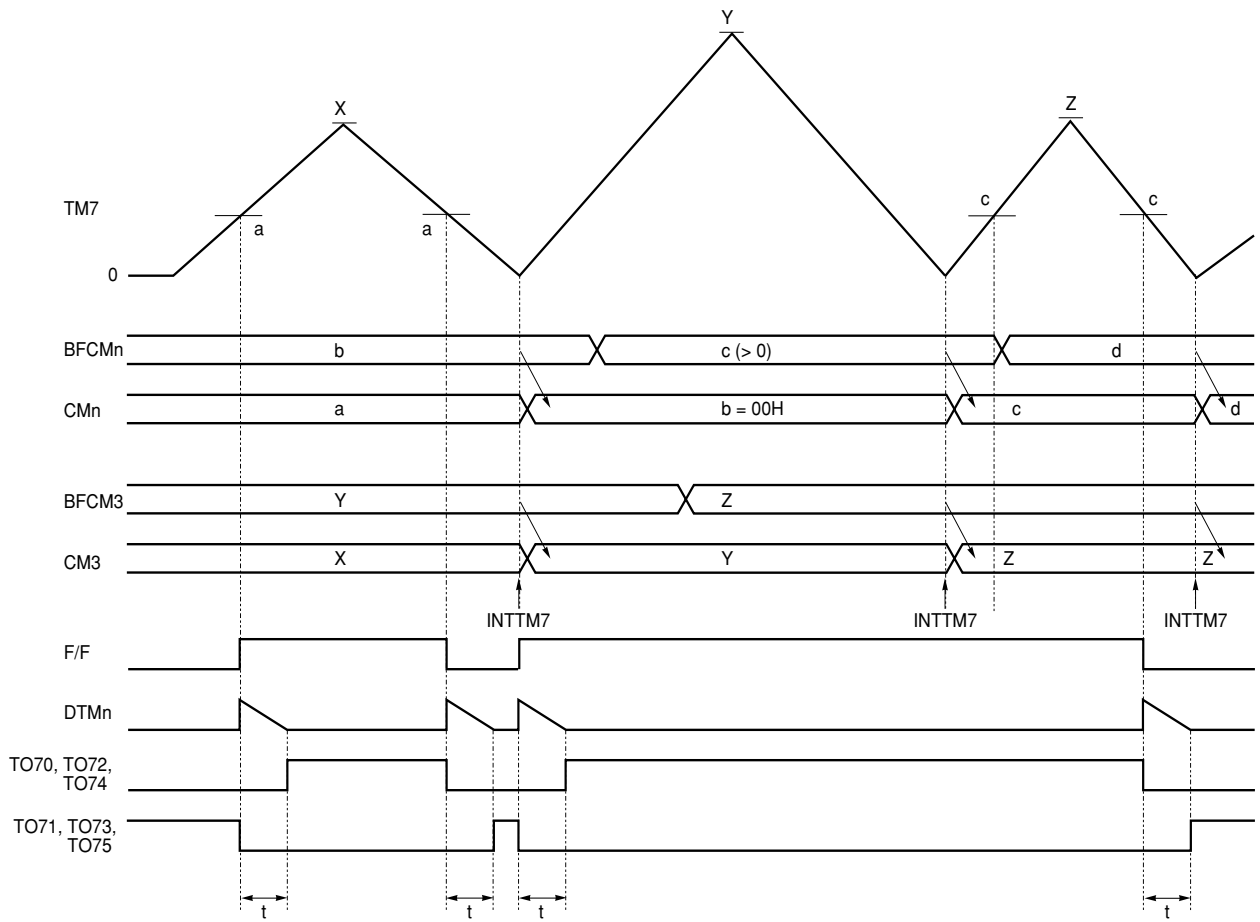 Y
X
Z
TM7
a
a
c
c
0
BFCMn
b
c (> 0)
d
CMn
a
b = 00H
c
d
BFCM3
Y
Z
CM3
X
Y
Z
Z
INTTM7
INTTM7
INTTM7
F/F
DTMn
TO70, TO72,
TO74
TO71, TO73,
TO75
t
t
t
t